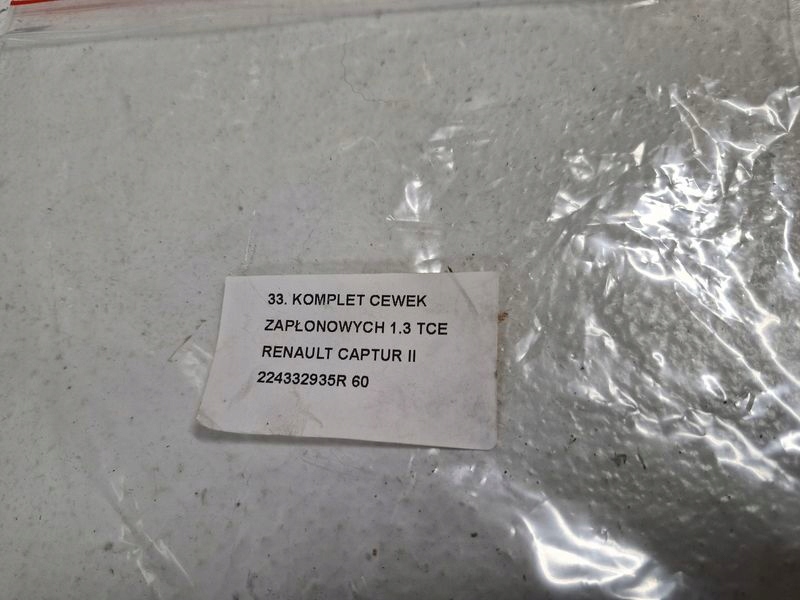 33. KOMPLET CEWEK
ZAPŁONOWYCH 1.3 TCE
RENAULT CAPTUR II
224332935R 60